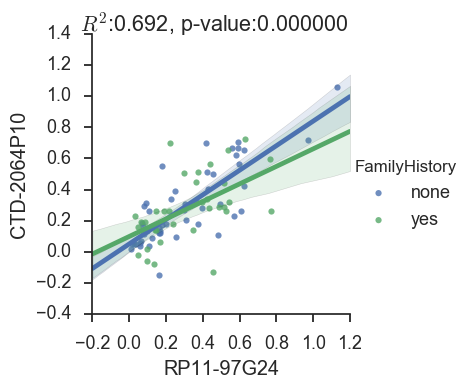 R²:0.692, p-value:0.000000
1.4
1.2
1.0
0.8
0.6
0.4
0.2
0.0
−0.2
−0.4
CTD-2064P10
−0.2 0.0 0.2 0.4 0.6 0.8 1.0 1.2
RP11-97G24
FamilyHistory
none
yes